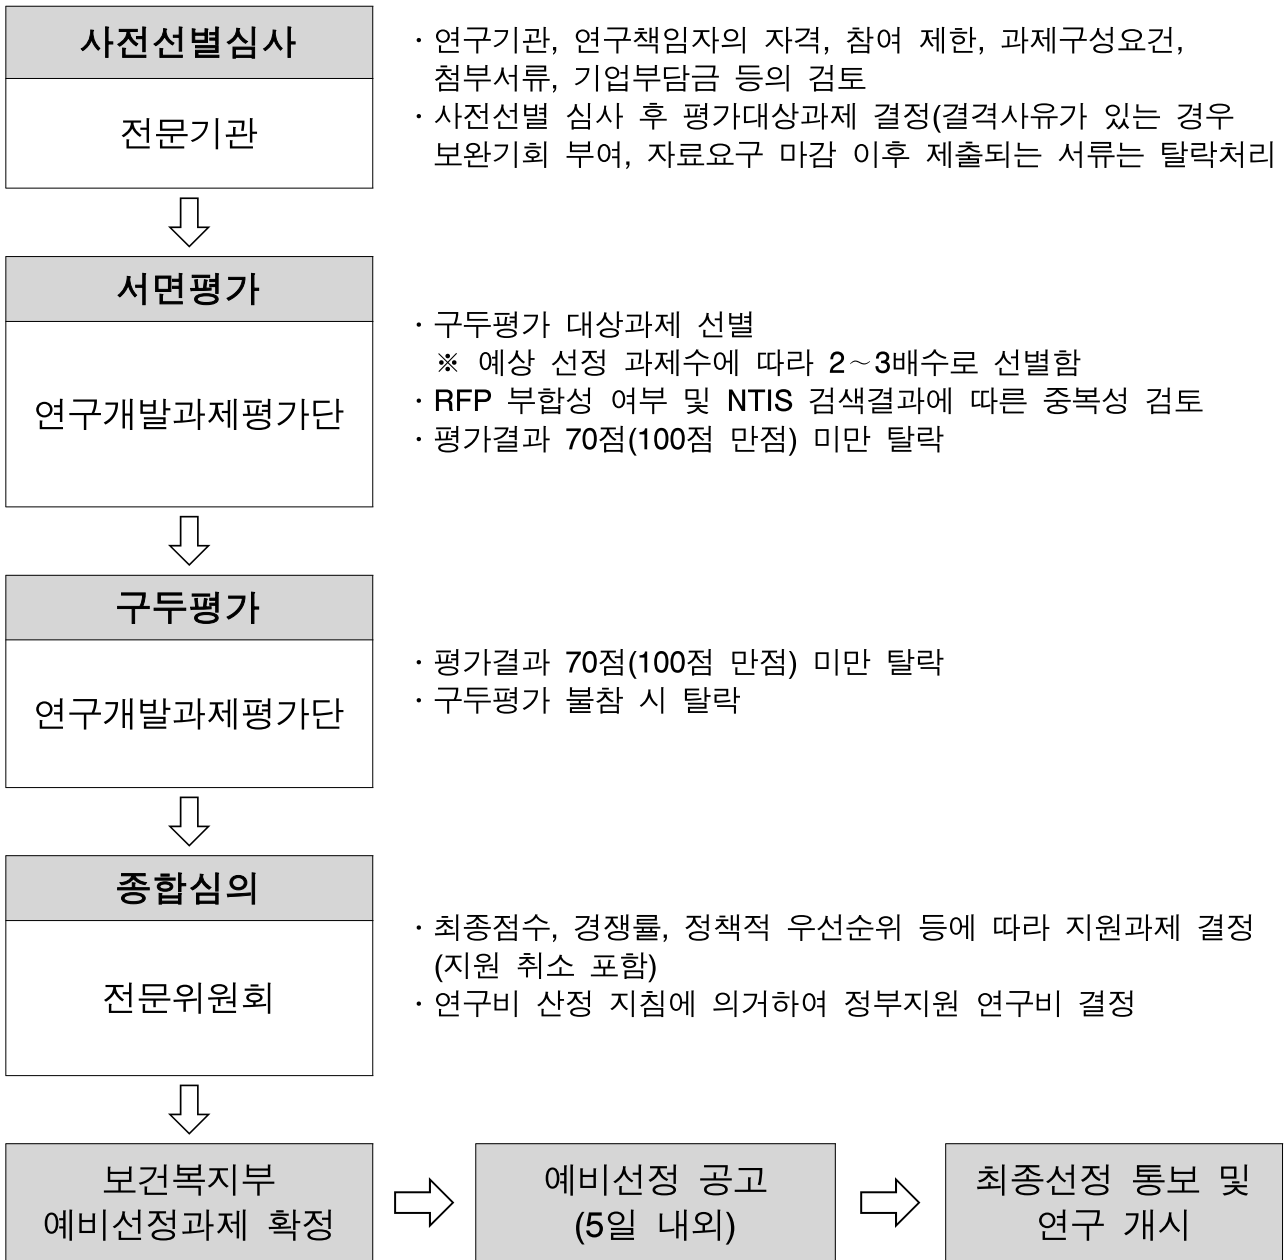 사전선별심사
전문기관
· 연구기관, 연구책임자의 자격, 참여 제한, 과제구성요건,
첨부서류, 기업부담금 등의 검토
· 사전선별 심사 후 평가대상과제 결정(결격사유가 있는 경우
보완기회 부여, 자료요구 마감 이후 제출되는 서류는 탈락처리
서면평가
연구개발과제평가단
· 구두평가 대상과제 선별
※ 예상 선정 과제수에 따라 2～3배수로 선별함
· RFP 부합성 여부 및 NTIS 검색결과에 따른 중복성 검토
· 평가결과 70점(100점 만점) 미만 탈락
구두평가
연구개발과제평가단
· 평가결과 70점(100점 만점) 미만 탈락
· 구두평가 불참 시 탈락
종합심의
전문위원회
· 최종점수, 경쟁률, 정책적 우선순위 등에 따라 지원과제 결정
(지원 취소 포함)
· 연구비 산정 지침에 의거하여 정부지원 연구비 결정
보건복지부
예비선정과제 확정
예비선정 공고
(5일 내외)
최종선정 통보 및
연구 개시